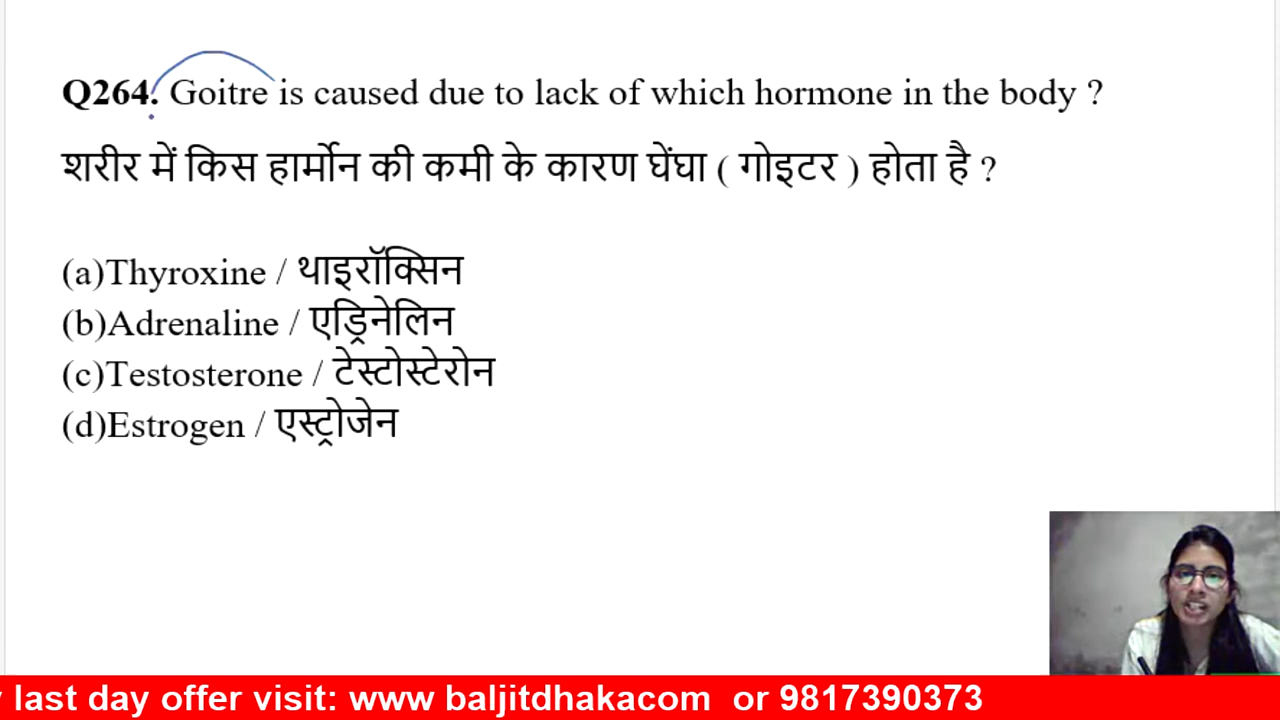 Q264. Goitre is caused due to lack of which hormone in the body ?
शरीर में किस हार्मोन की कमी के कारण घेंघा ( गोइटर ) होता है ?
(a)Thyroxine / थाइरॉक्सिन
(b)Adrenaline / एड्रिनेलिन
(c)Testosterone / टेस्टोस्टेरोन
(d)Estrogen / एस्ट्रोजेन
last day offer visit: www baljitdhakacom or 9817390373